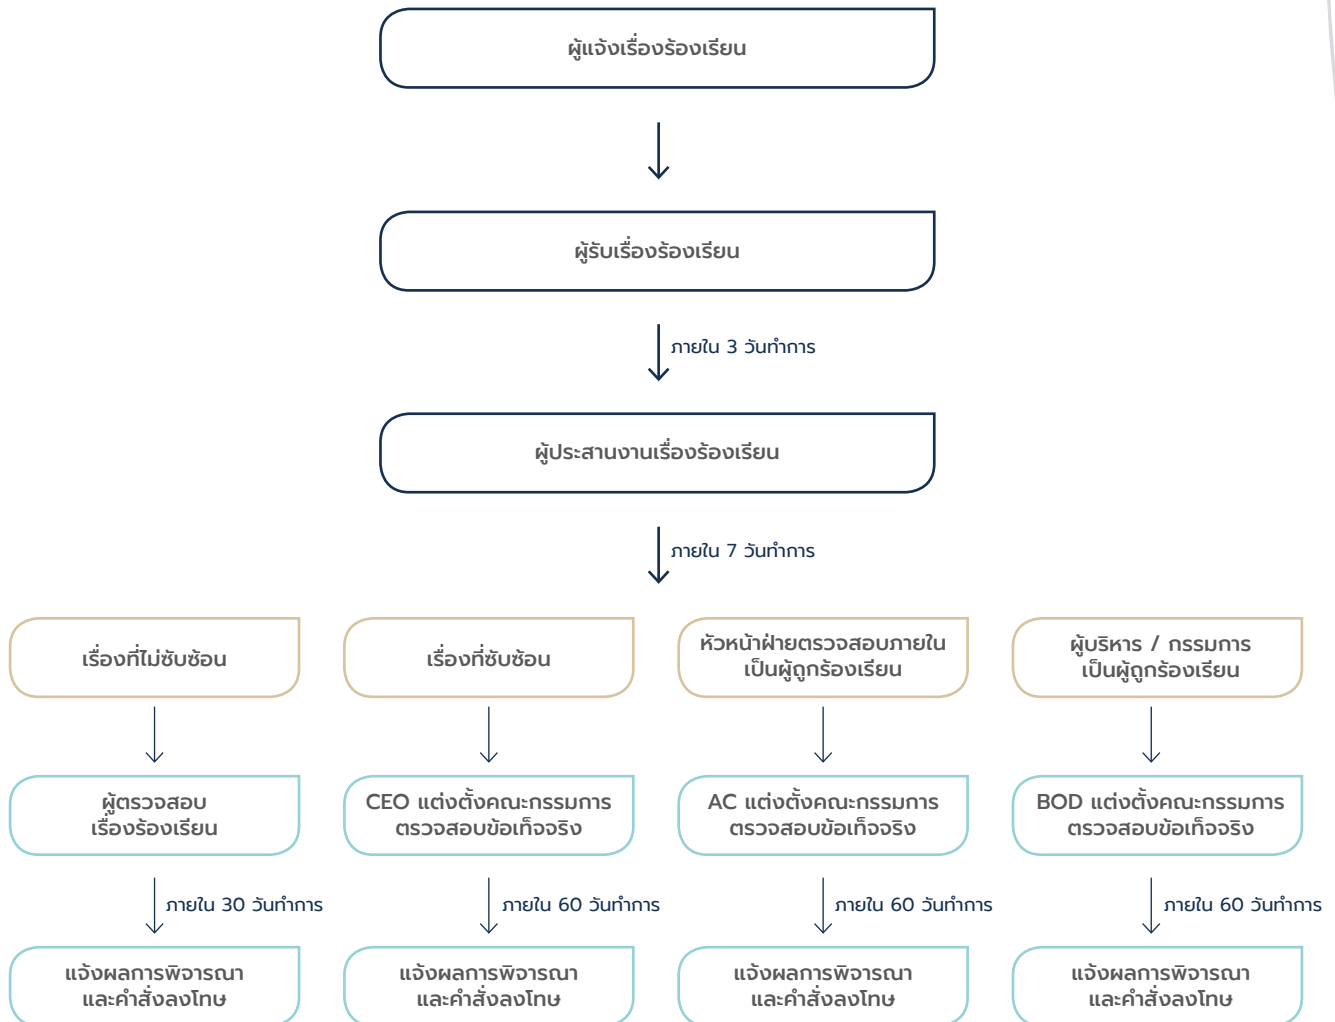 ผู้แจ้งเรื่องร้องเรียน
ผู้รับเรื่องร้องเรียน
ภายใน 3 วันทำการ
ผู้ประสานงานเรื่องร้องเรียน
ภายใน 7 วันทำการ
เรื่องที่ไม่ซับซ้อน
เรื่องที่ซับซ้อน
หัวหน้าฝ่ายตรวจสอบภายใน
เป็นผู้ถูกร้องเรียน
ผู้บริหาร / กรรมการ
เป็นผู้ถูกร้องเรียน
ผู้ตรวจสอบ
เรื่องร้องเรียน
CEO แต่งตั้งคณะกรรมการ
ตรวจสอบข้อเท็จจริง
AC แต่งตั้งคณะกรรมการ
ตรวจสอบข้อเท็จจริง
BOD แต่งตั้งคณะกรรมการ
ตรวจสอบข้อเท็จจริง
ภายใน 30 วันทำการ
ภายใน 60 วันทำการ
ภายใน 60 วันทำการ
ภายใน 60 วันทำการ
แจ้งผลการพิจารณา
และคำสั่งลงโทษ
แจ้งผลการพิจารณา
และคำสั่งลงโทษ
แจ้งผลการพิจารณา
และคำสั่งลงโทษ
แจ้งผลการพิจารณา
และคำสั่งลงโทษ